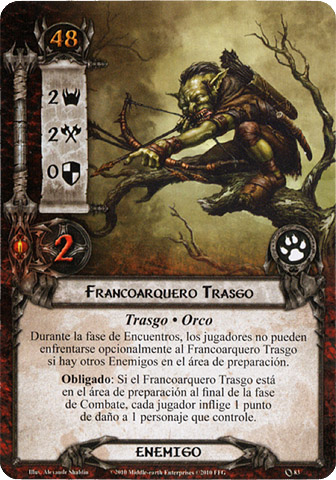 48
2
2
0
2
Francoarquero Trasgo
Trasgo • Orco
Durante la fase de Encuentros, los jugadores no pueden
enfrentarse opcionalmente al Francoarquero Trasgo
si hay otros Enemigos en el área de preparación.
Obligado: Si el Francoarquero Trasgo está
en el área de preparación al final de la fase
de Combate, cada jugador inflige 1 punto
de daño a 1 personaje que controle.
ENEMIGO
Illus. Alexandr Shaldin
©2010 Middle-earth Enterprises ©2010 FFG
83